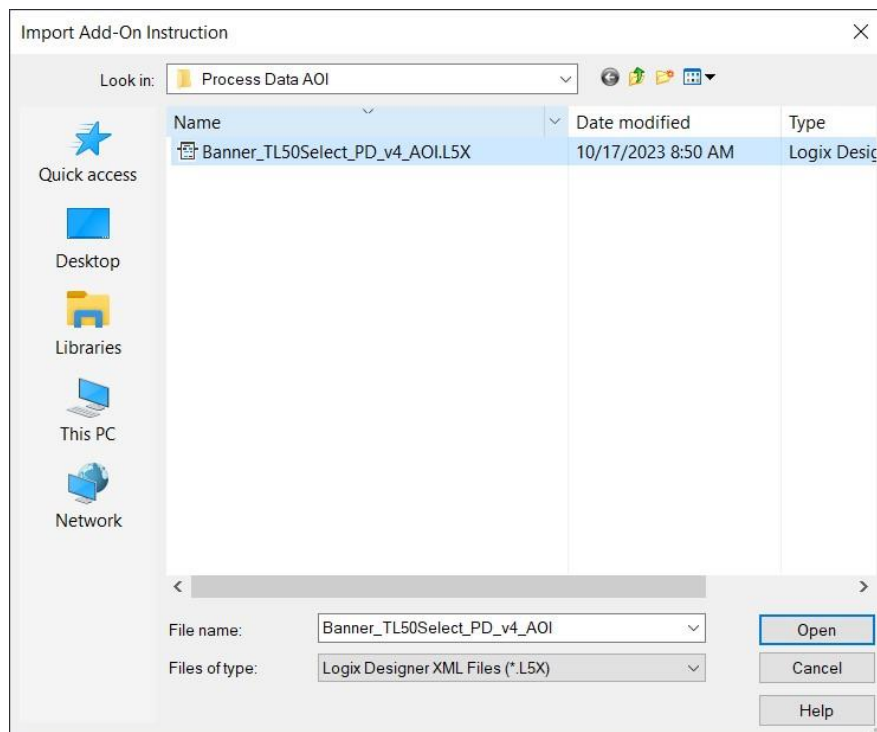 Import Add-On Instruction
Look in: Process Data AOI
Name Date modified Type
Banner_TL50Select_PD_v4_AOI.L5X 10/17/2023 8:50 AM Logix Desig
Quick access
Desktop
Libraries
This PC
Network
File name: Banner_TL50Select_PD_v4_AOI Open
Files of type: Logix Designer XML Files (*.L5X) Cancel
Help